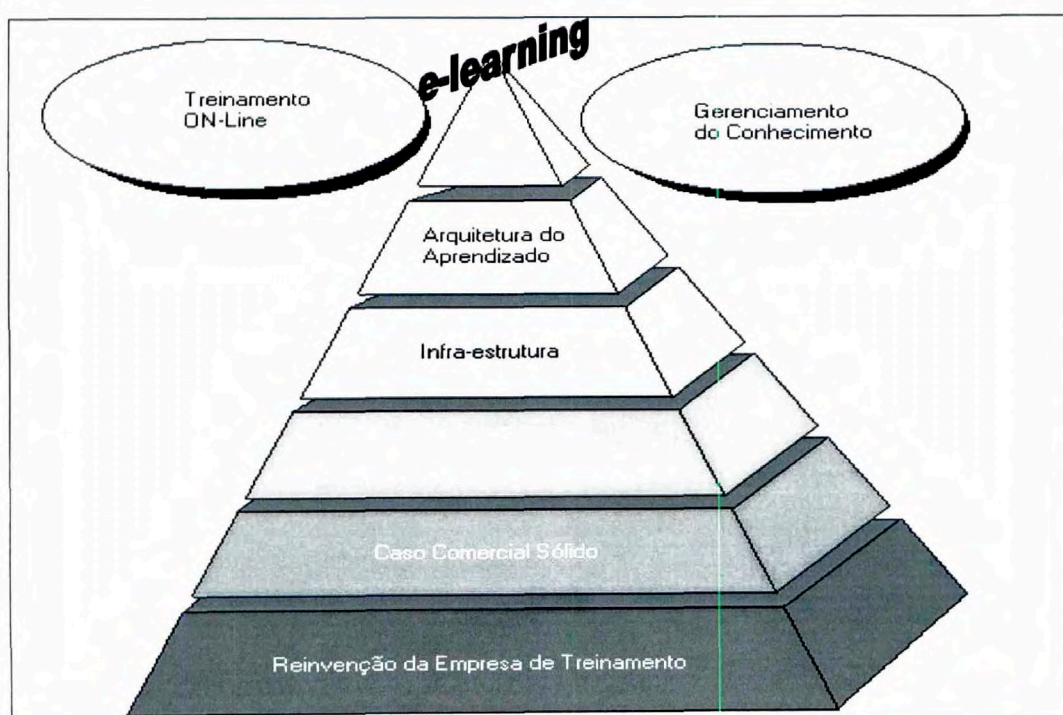 e-learning
Treinamento
ON-Line
Gerenciamento
do Conhecimento
Arquitetura do
Aprendizado
Infra-estrutura
Caso Comercial Sólido
Reinvenção da Empresa de Treinamento